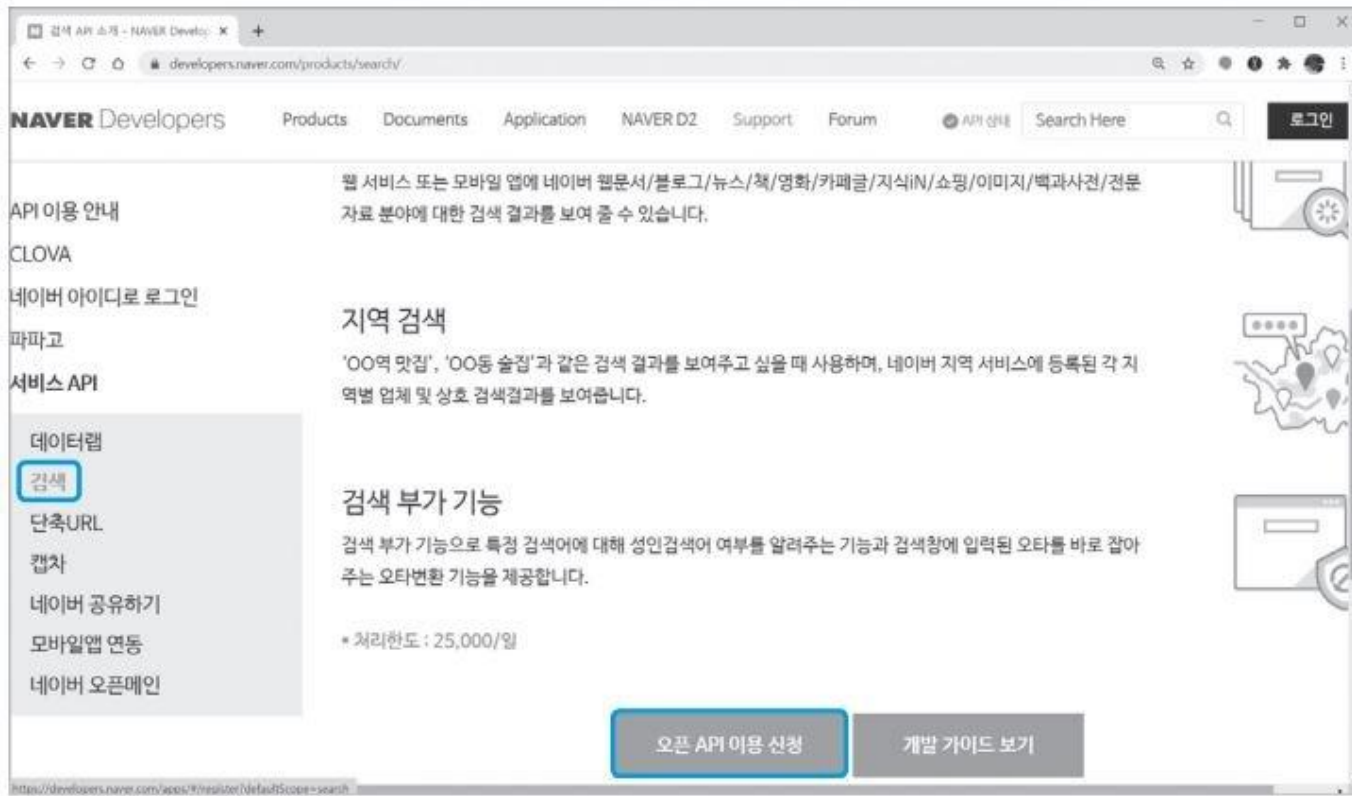 검색 API 소개 - NAVER Develop
developers.naver.com/products/search/
NAVER Developers
Products
Documents
Application
NAVER D2
Support
Forum
API 상태
Search Here
로그인
API 이용 안내
CLOVA
네이버 아이디로 로그인
파파고
서비스 API
데이터랩
검색
단축URL
캡차
네이버 공유하기
모바일앱 연동
네이버 오픈메인
웹 서비스 또는 모바일 앱에 네이버 웹문서/블로그/뉴스/책/영화/카페글/지식iN/쇼핑/이미지/백과사전/전문
자료 분야에 대한 검색 결과를 보여 줄 수 있습니다.
지역 검색
'OO역 맛집', 'OO동 술집'과 같은 검색 결과를 보여주고 싶을 때 사용하며, 네이버 지역 서비스에 등록된 각 지
역별 업체 및 상호 검색결과를 보여줍니다.
검색 부가 기능
검색 부가 기능으로 특정 검색어에 대해 성인검색어 여부를 알려주는 기능과 검색창에 입력된 오타를 바로 잡아
주는 오타변환 기능을 제공합니다.
• 처리한도 : 25,000/일
오픈 API 이용 신청
개발 가이드 보기
https://developers.naver.com/apps/#/register?defaultScope=search